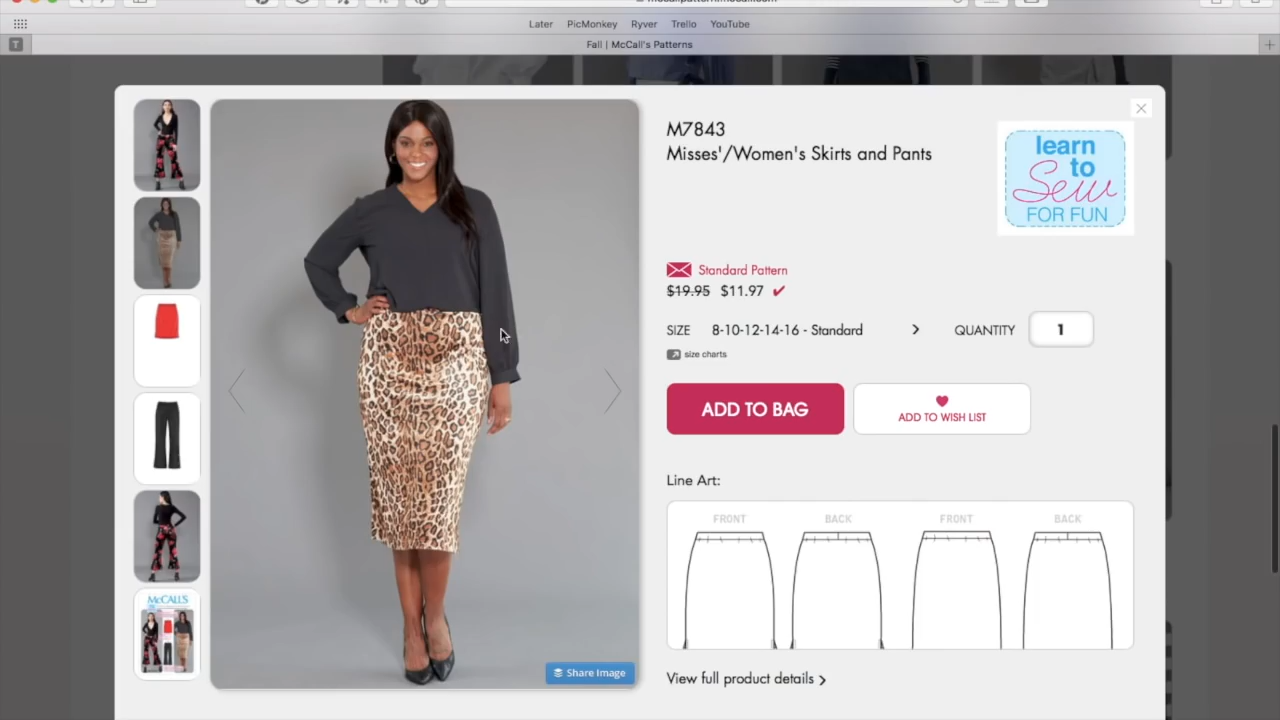 Later PicMonkey Ryver Trello YouTube
T Fall | McCall's Patterns
M7843
Misses'/Women's Skirts and Pants
learn
to
Sew
FOR FUN
Standard Pattern
$19.95 $11.97
SIZE 8-10-12-14-16 - Standard QUANTITY 1
size charts
ADD TO BAG
ADD TO WISH LIST
Line Art:
FRONT BACK FRONT BACK
McCALL'S
Share Image
View full product details